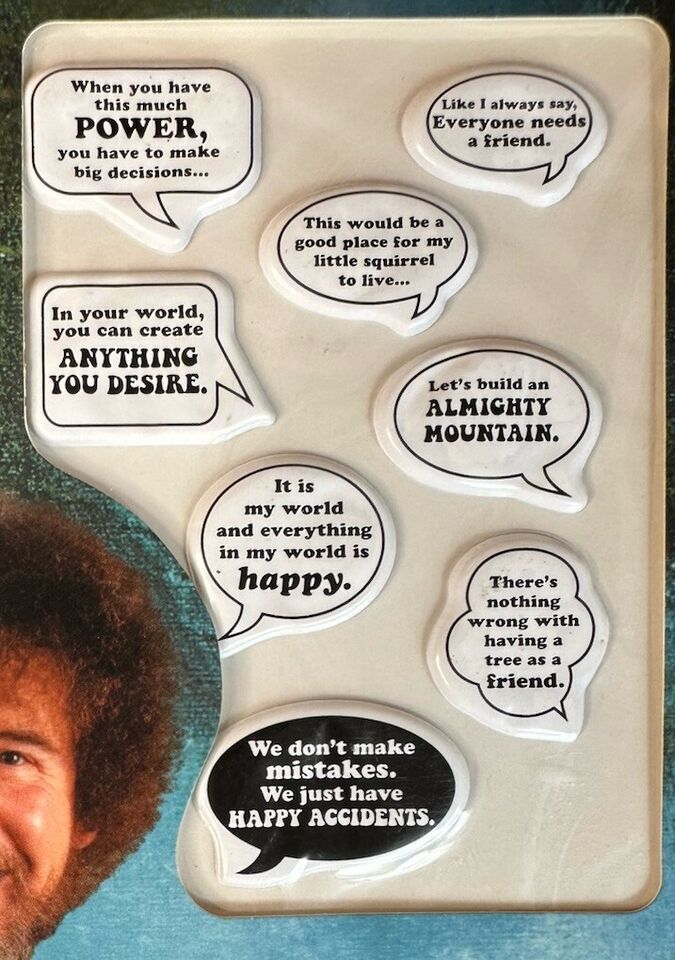 When you have
this much
POWER,
you have to make
big decisions...
Like I always say,
Everyone needs
a friend.
This would be a
good place for my
little squirrel
to live...
In your world,
you can create
ANYTHING
YOU DESIRE.
Let's build an
ALMIGHTY
MOUNTAIN.
It is
my world
and everything
in my world is
happy.
There's
nothing
wrong with
having a
tree as a
friend.
We don't make
mistakes.
We just have
HAPPY ACCIDENTS.